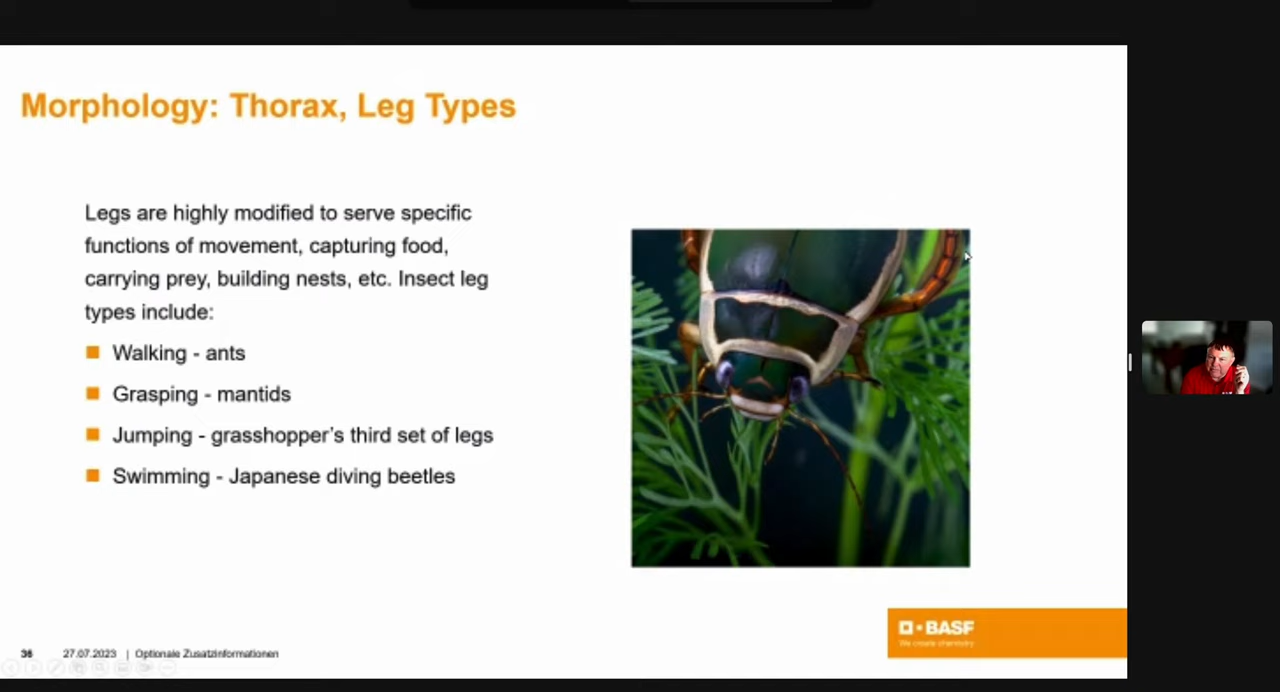 Morphology: Thorax, Leg Types
Legs are highly modified to serve specific
functions of movement, capturing food,
carrying prey, building nests, etc. Insect leg
types include:
Walking - ants
Grasping - mantids
Jumping - grasshopper's third set of legs
Swimming - Japanese diving beetles
BASF
We create chemistry
36 27.07.2023 | Optionale Zusatzinformationen